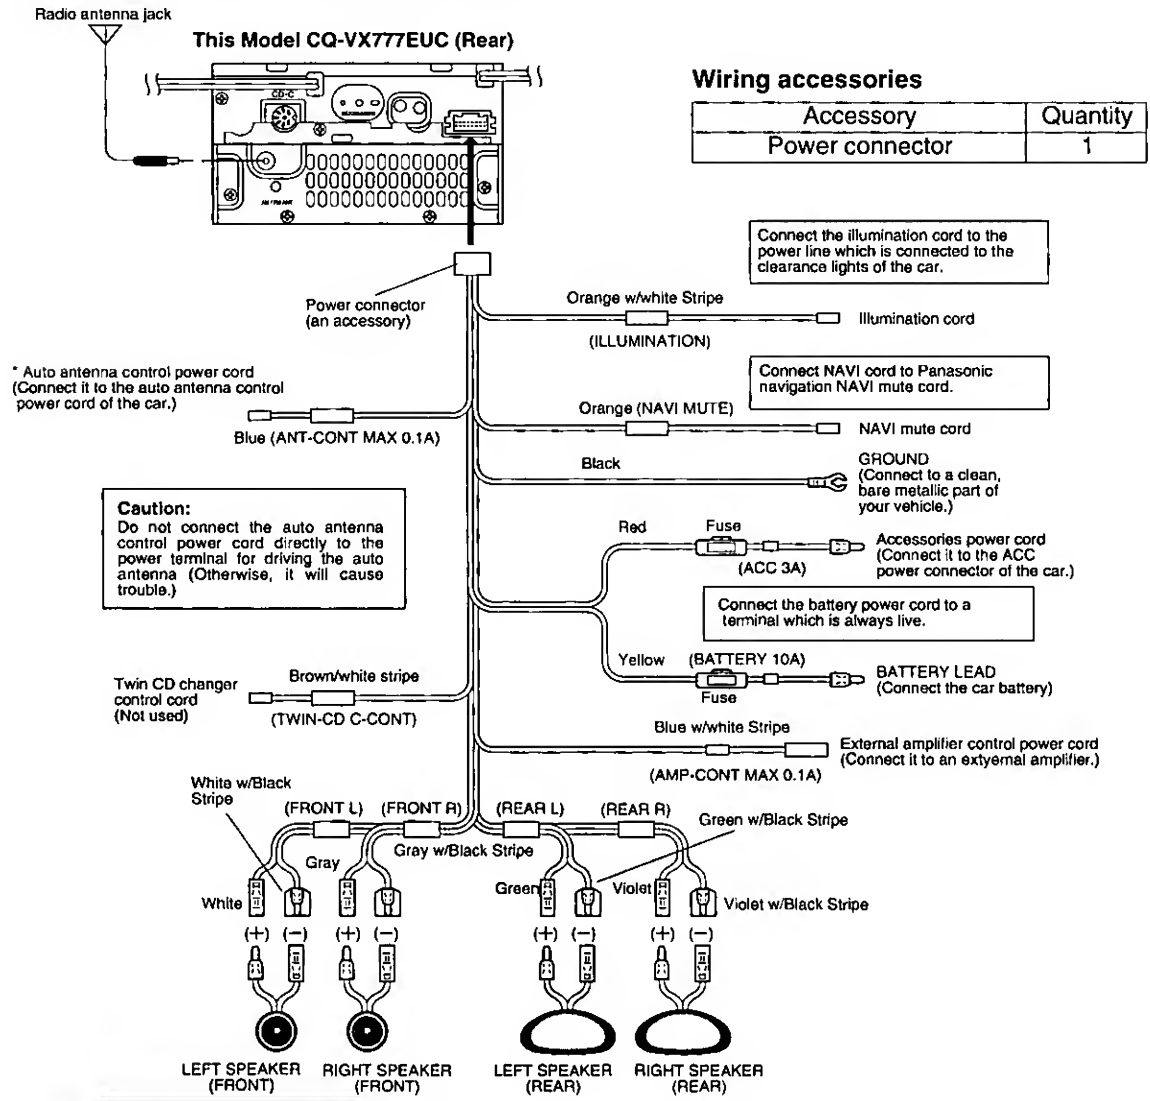 Radio antenna jack
This Model CQ-VX777EUC (Rear)
CD-C
Wiring accessories
Accessory Quantity
Power connector 1
Connect the illumination cord to the
power line which is connected to the
clearance lights of the car.
Power connector
(an accessory)
Orange w/white Stripe
(ILLUMINATION)
Illumination cord
* Auto antenna control power cord
(Connect it to the auto antenna control
power cord of the car.)
Blue (ANT-CONT MAX 0.1A)
Connect NAVI cord to Panasonic
navigation NAVI mute cord.
Orange (NAVI MUTE)
NAVI mute cord
Black
GROUND
(Connect to a clean,
bare metallic part of
your vehicle.)
Caution:
Do not connect the auto antenna
control power cord directly to the
power terminal for driving the auto
antenna (Otherwise, it will cause
trouble.)
Red
Fuse
(ACC 3A)
Accessories power cord
(Connect it to the ACC
power connector of the car.)
Connect the battery power cord to a
terminal which is always live.
Yellow
(BATTERY 10A)
Fuse
BATTERY LEAD
(Connect the car battery)
Twin CD changer
control cord
(Not used)
Brown/white stripe
(TWIN-CD C-CONT)
Blue w/white Stripe
(AMP-CONT MAX 0.1A)
External amplifier control power cord
(Connect it to an extyernal amplifier.)
White w/Black
Stripe
(FRONT L) (FRONT R) (REAR L) (REAR R)
Green w/Black Stripe
Gray
Gray w/Black Stripe
White
Green
Violet
Violet w/Black Stripe
(+) (−) (+) (−) (+) (−) (+) (−)
LEFT SPEAKER
(FRONT)
RIGHT SPEAKER
(FRONT)
LEFT SPEAKER
(REAR)
RIGHT SPEAKER
(REAR)